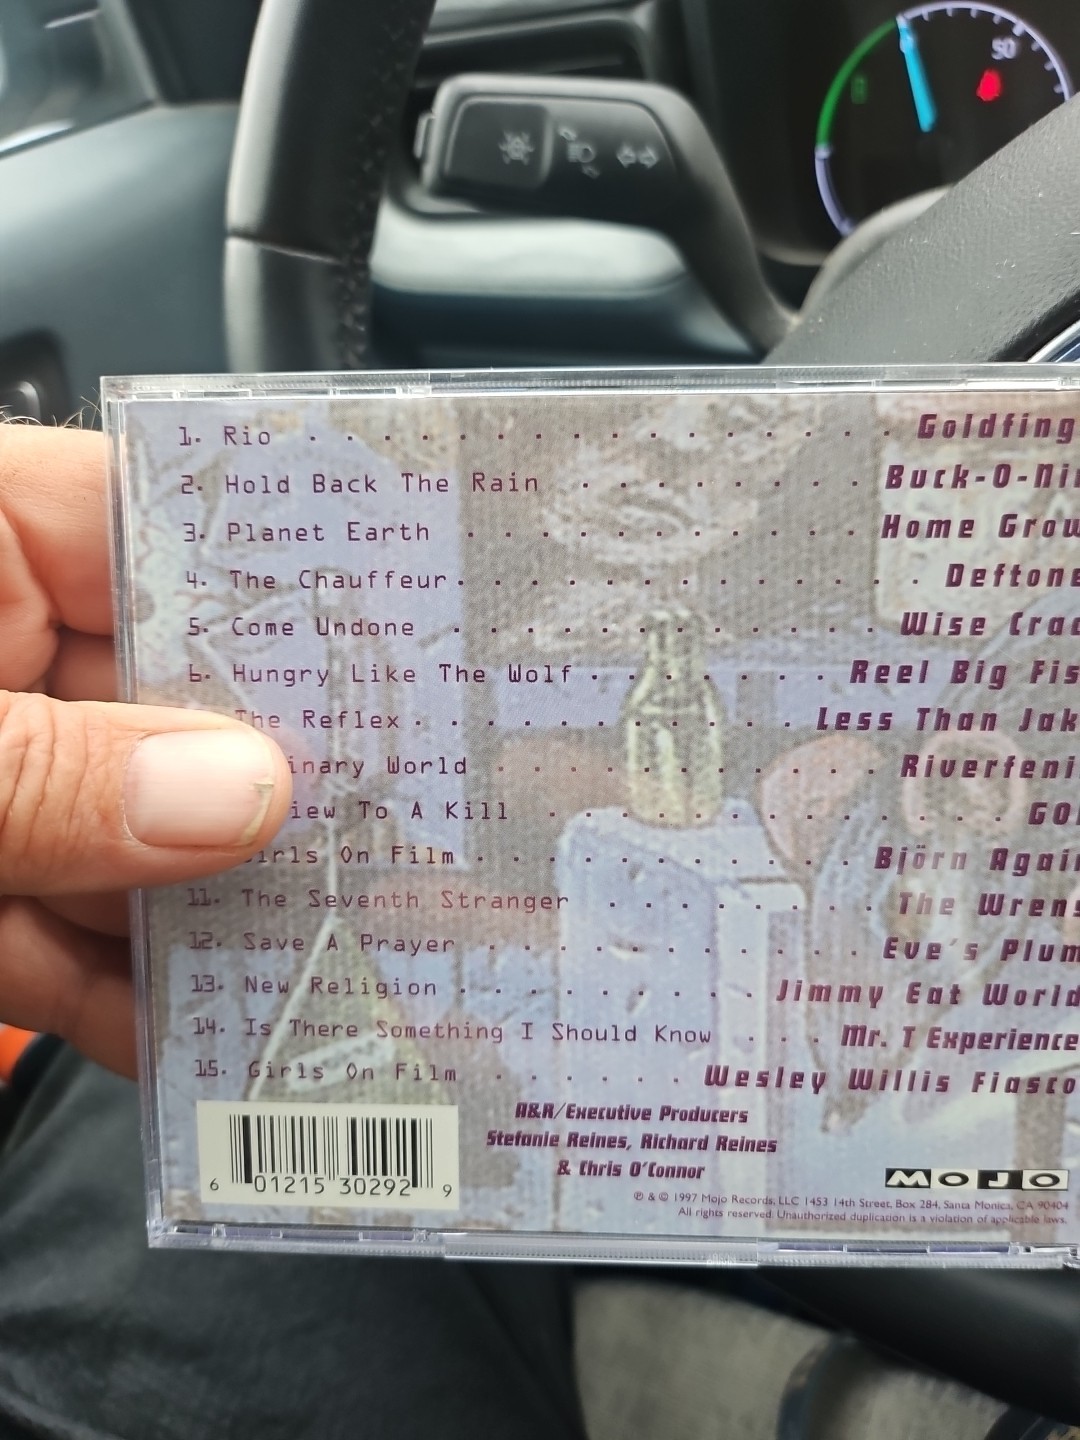 50
1. Rio . . . . . . . . . . . . . . . Goldfing
2. Hold Back The Rain . . . . . . . . Buck-O-Ni
3. Planet Earth . . . . . . . . . . . Home Grow
4. The Chauffeur . . . . . . . . . . . . . Deftone
5. Come Undone . . . . . . . . . . . Wise Crac
6. Hungry Like The Wolf . . . . . . . Reel Big Fis
The Reflex . . . . . . . . . . . Less Than Jak
inary World . . . . . . . . . . . Riverfeni
iew To A Kill . . . . . . . . . . . . . GO
Girls On Film . . . . . . . . . . . Björn Agai
11. The Seventh Stranger . . . . . . . . The Wrens
12. Save A Prayer . . . . . . . . . . . Eve's Plum
13. New Religion . . . . . . . . Jimmy Eat World
14. Is There Something I Should Know . . . Mr. T Experience
15. Girls On Film . . . . . . Wesley Willis Fiasco
A&R/Executive Producers
Stefanie Reines, Richard Reines
& Chris O'Connor
6 01215 30292 9
MOJO
℗ & © 1997 Mojo Records, LLC 1453 14th Street, Box 284, Santa Monica, CA 90404
All rights reserved. Unauthorized duplication is a violation of applicable laws.